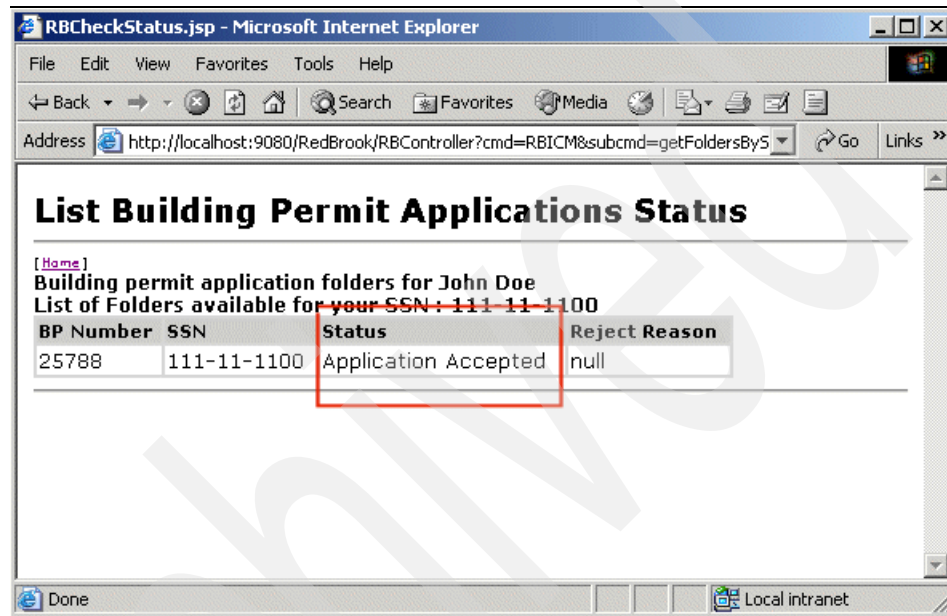 RBCheckStatus.jsp - Microsoft Internet Explorer
File Edit View Favorites Tools Help
Back Search Favorites Media
Address http://localhost:9080/RedBrook/RBController?cmd=RBICM&subcmd=getFoldersByS Go Links »
List Building Permit Applications Status
[Home]
Building permit application folders for John Doe
List of Folders available for your SSN : 111-11-1100
BP Number SSN Status Reject Reason
25788 111-11-1100 Application Accepted null
Done Local intranet